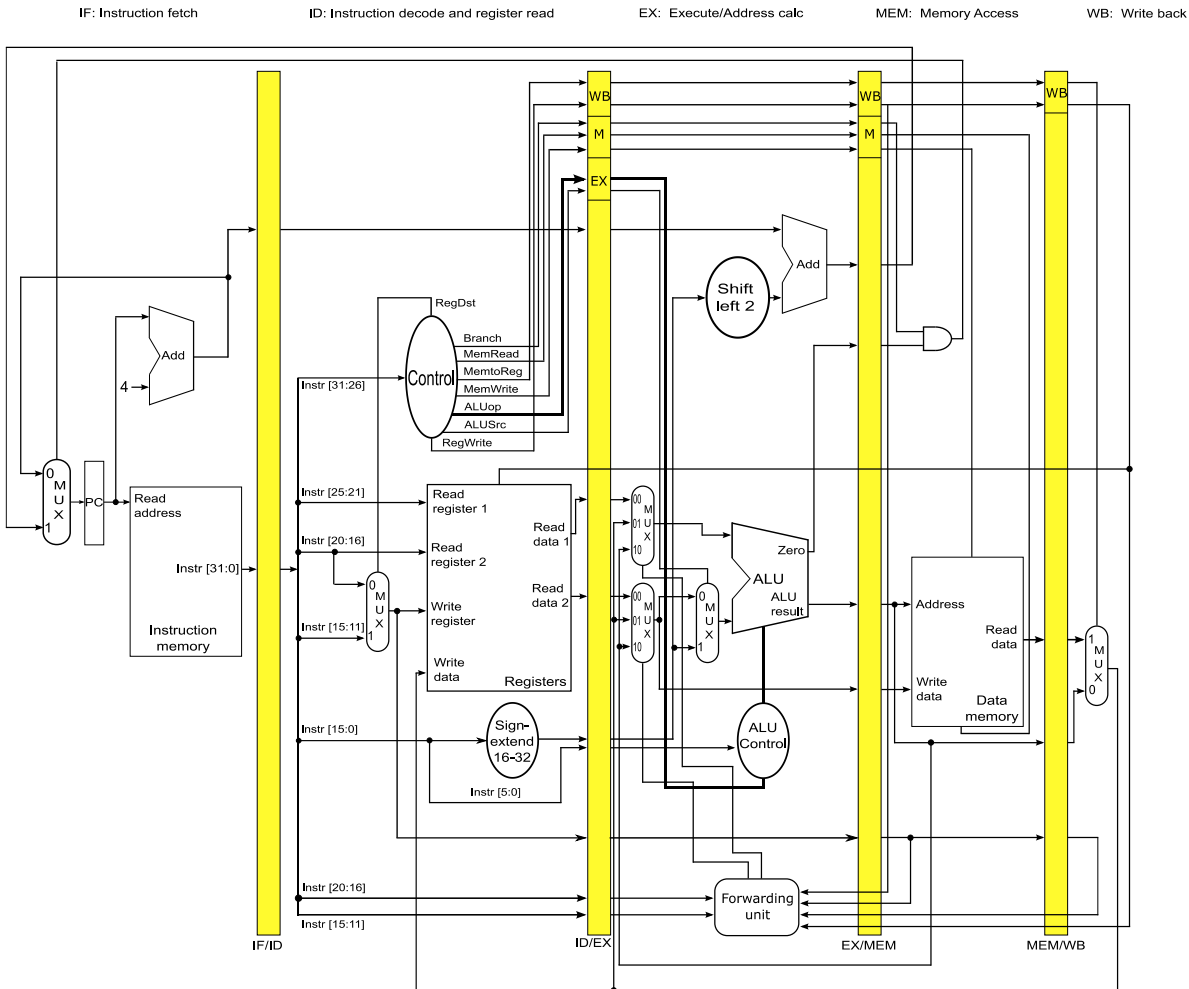 IF: Instruction fetch
ID: Instruction decode and register read
EX: Execute/Address calc
MEM: Memory Access
WB: Write back
WB
WB
WB
M
M
EX
Add
Shift
left 2
RegDst
Branch
MemRead
MemtoReg
MemWrite
ALUop
ALUSrc
RegWrite
Control
Add
4
Instr [31:26]
0
MUX
1
PC
Read
address
Instr [31:0]
Instruction
memory
Instr [25:21]
Instr [20:16]
Instr [15:11]
0
MUX
1
Read
register 1
Read
register 2
Write
register
Write
data
Read
data 1
Read
data 2
Registers
00
01
10
MUX
00
01
10
MUX
0
MUX
1
Zero
ALU
ALU
result
Address
Read
data
Write
data
Data
memory
1
MUX
0
Instr [15:0]
Sign-
extend
16-32
ALU
Control
Instr [5:0]
Instr [20:16]
Instr [15:11]
Forwarding
unit
IF/ID
ID/EX
EX/MEM
MEM/WB